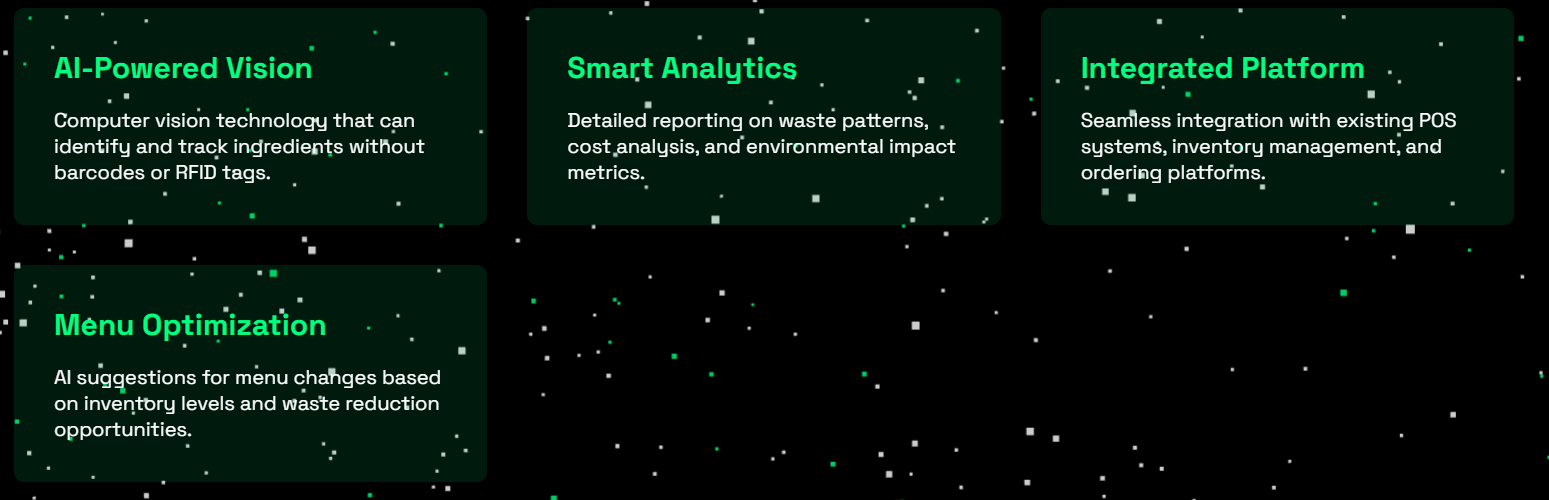 AI-Powered Vision
Computer vision technology that can
identify and track ingredients without
barcodes or RFID tags.
Smart Analytics
Detailed reporting on waste patterns,
cost analysis, and environmental impact
metrics.
Integrated Platform
Seamless integration with existing POS
systems, inventory management, and
ordering platforms.
Menu Optimization
AI suggestions for menu changes based
on inventory levels and waste reduction
opportunities.